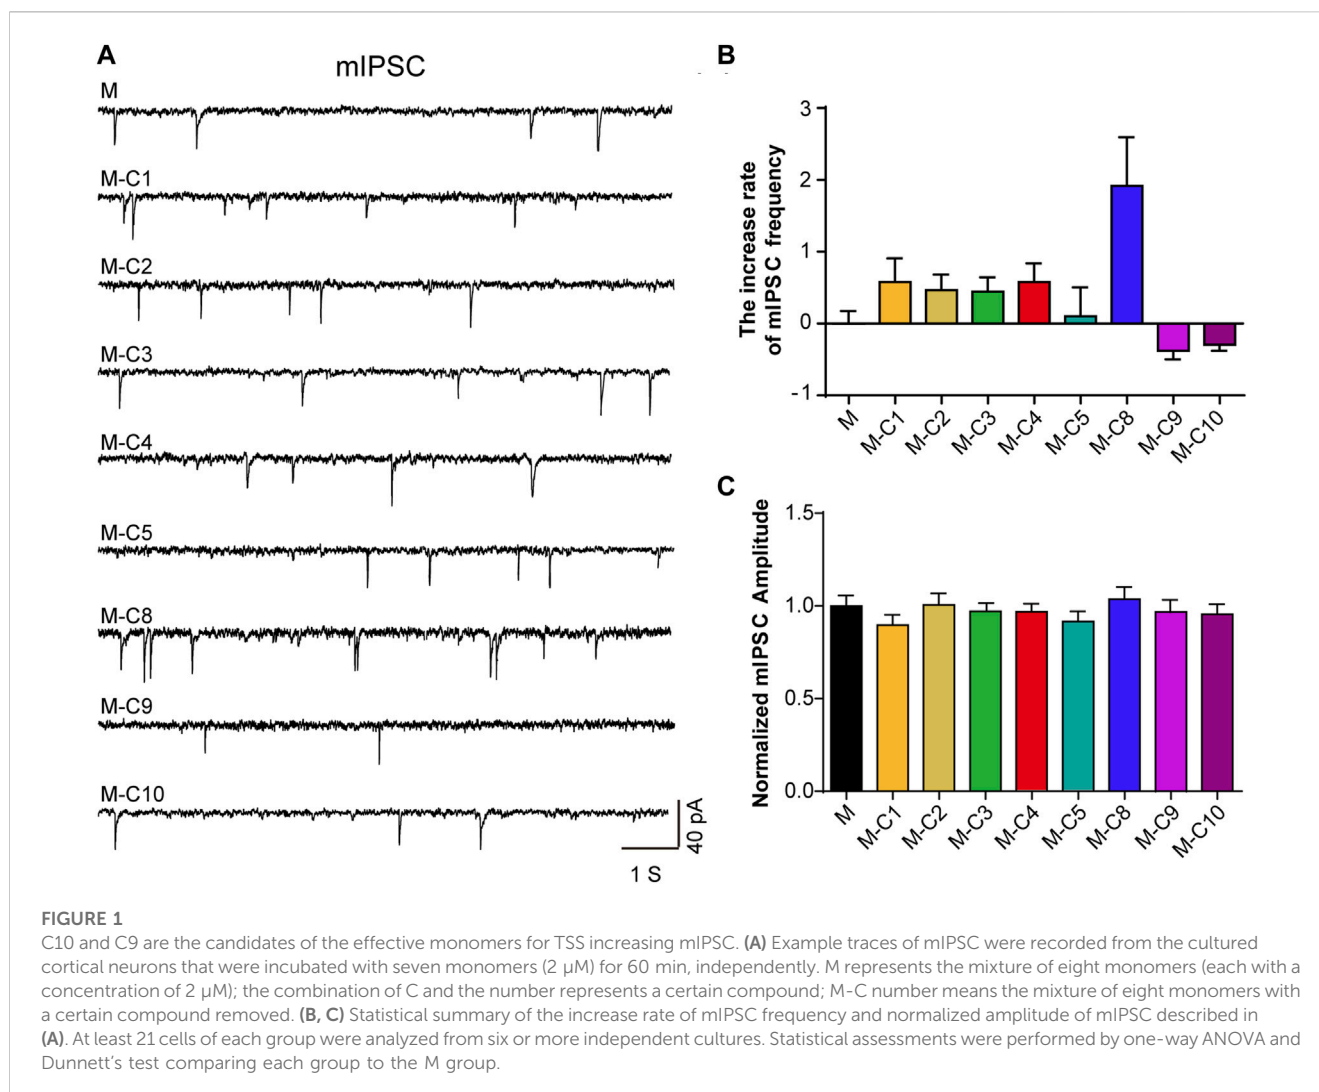 A
mIPSC
M
M-C1
M-C2
M-C3
M-C4
M-C5
M-C8
M-C9
M-C10
40 pA
1 S
B
The increase rate
of mIPSC frequency
3
2
1
0
-1
M
M-C1
M-C2
M-C3
M-C4
M-C5
M-C8
M-C9
M-C10
C
Normalized mIPSC Amplitude
1.5
1.0
0.5
0.0
M
M-C1
M-C2
M-C3
M-C4
M-C5
M-C8
M-C9
M-C10
FIGURE 1
C10 and C9 are the candidates of the effective monomers for TSS increasing mIPSC. (A) Example traces of mIPSC were recorded from the cultured
cortical neurons that were incubated with seven monomers (2 μM) for 60 min, independently. M represents the mixture of eight monomers (each with a
concentration of 2 μM); the combination of C and the number represents a certain compound; M-C number means the mixture of eight monomers with
a certain compound removed. (B, C) Statistical summary of the increase rate of mIPSC frequency and normalized amplitude of mIPSC described in
(A). At least 21 cells of each group were analyzed from six or more independent cultures. Statistical assessments were performed by one-way ANOVA and
Dunnett's test comparing each group to the M group.